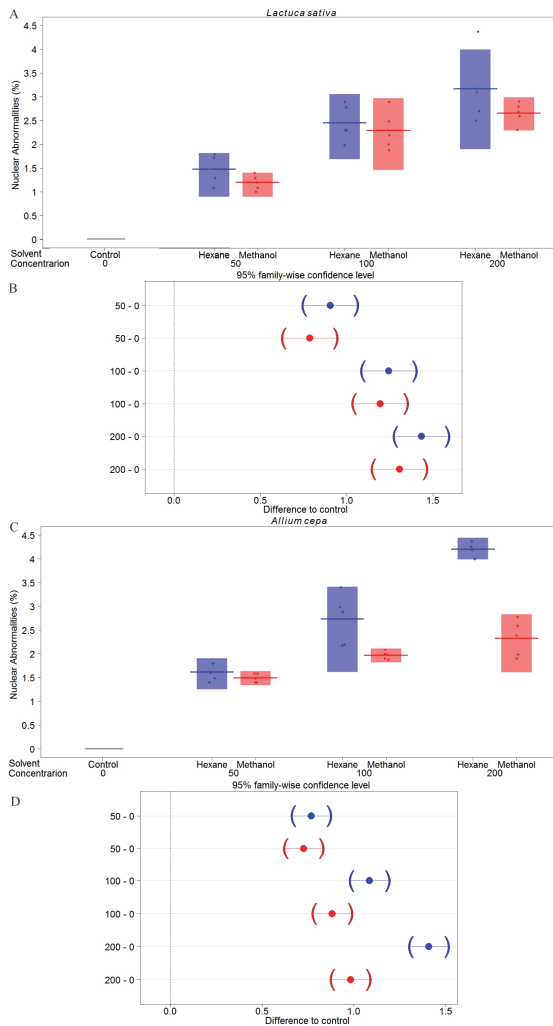 A
Lactuca sativa
Nuclear Abnormalities (%)
4.5
4
3.5
3
2.5
2
1.5
1
0.5
0
Solvent Control Hexane Methanol Hexane Methanol Hexane Methanol
Concentrarion 0 50 100 200
95% family-wise confidence level
B
50 - 0
50 - 0
100 - 0
100 - 0
200 - 0
200 - 0
0.0 0.5 1.0 1.5
Difference to control
C
Allium cepa
Nuclear Abnormalities (%)
4.5
4
3.5
3
2.5
2
1.5
1
0.5
0
Solvent Control Hexane Methanol Hexane Methanol Hexane Methanol
Concentrarion 0 50 100 200
95% family-wise confidence level
D
50 - 0
50 - 0
100 - 0
100 - 0
200 - 0
200 - 0
0.0 0.5 1.0 1.5
Difference to control